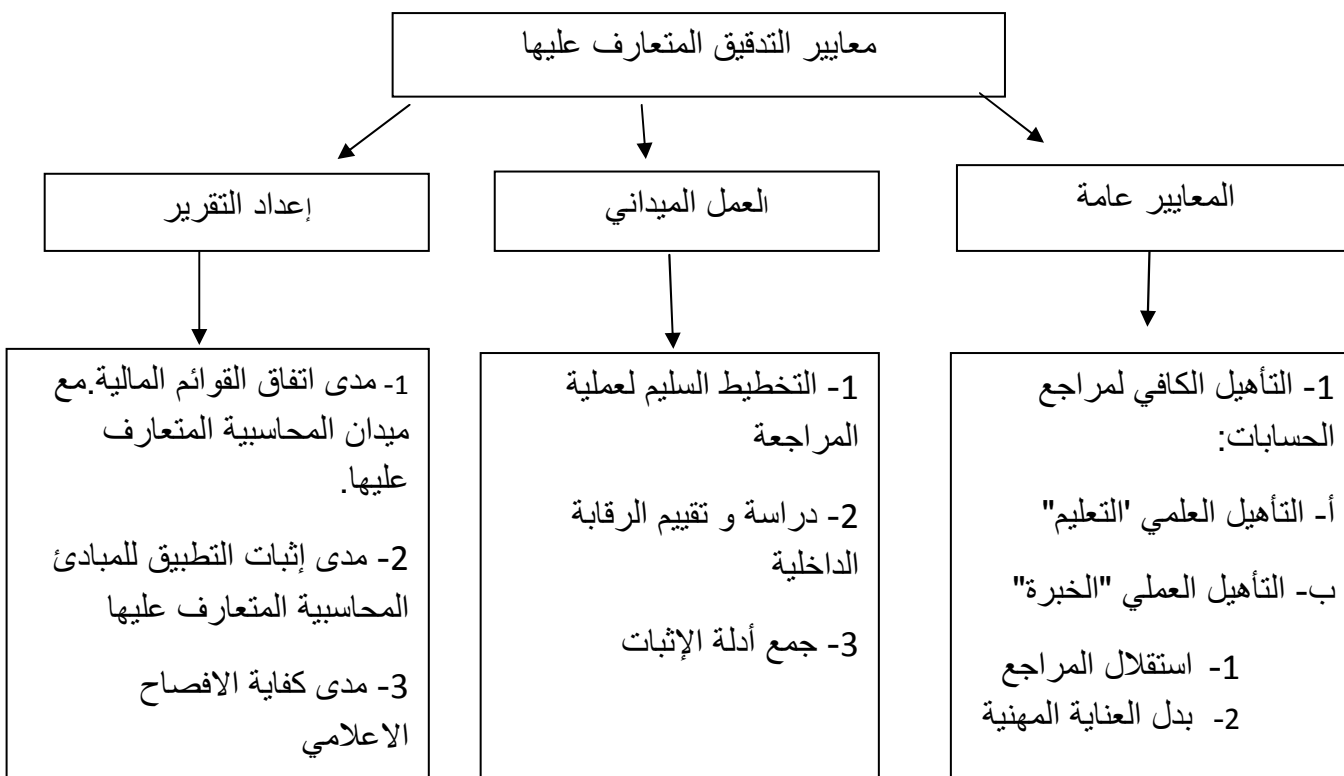 معايير التدقيق المتعارف عليها
المعايير عامة
العمل الميداني
إعداد التقرير
1- التأهيل الكافي لمراجع
الحسابات:
أ- التأهيل العلمي 'التعليم"
ب- التأهيل العملي "الخبرة"
1- استقلال المراجع
2- بدل العناية المهنية
1- التخطيط السليم لعملية
المراجعة
2- دراسة و تقييم الرقابة
الداخلية
3- جمع أدلة الإثبات
1- مدى اتفاق القوائم المالية.مع
ميدان المحاسبية المتعارف
عليها.
2- مدى إثبات التطبيق للمبادئ
المحاسبية المتعارف عليها
3- مدى كفاية الافصاح
الاعلامي